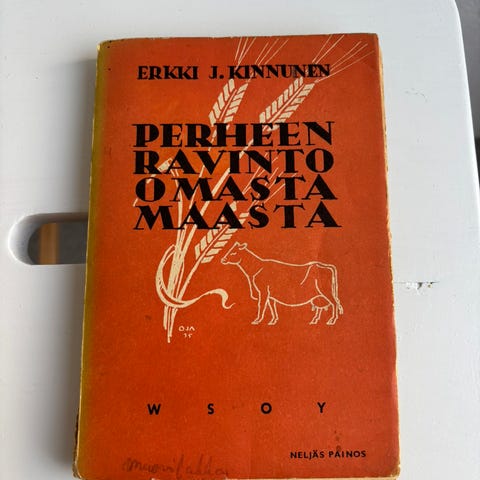 ERKKI J. KINNUNEN
PERHEEN
RAVINTO
OMASTA
MAASTA
OJA
35
W S O Y
NELJÄS PAINOS